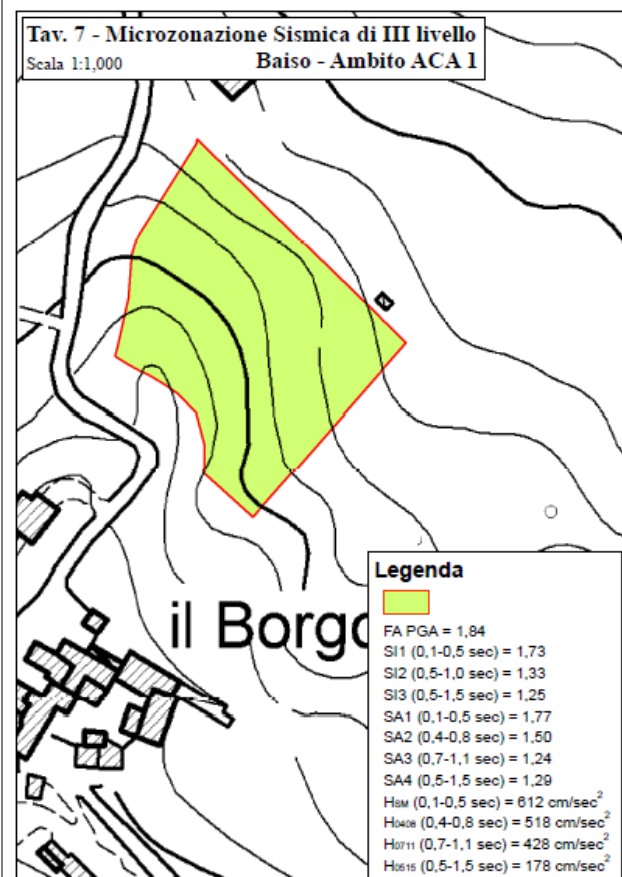 Tav. 7 - Microzonazione Sismica di III livello
Scala 1:1,000 Baiso - Ambito ACA 1
il Borgo
Legenda
FA PGA = 1,84
SI1 (0,1-0,5 sec) = 1,73
SI2 (0,5-1,0 sec) = 1,33
SI3 (0,5-1,5 sec) = 1,25
SA1 (0,1-0,5 sec) = 1,77
SA2 (0,4-0,8 sec) = 1,50
SA3 (0,7-1,1 sec) = 1,24
SA4 (0,5-1,5 sec) = 1,29
HSM (0,1-0,5 sec) = 612 cm/sec²
H0408 (0,4-0,8 sec) = 518 cm/sec²
H0711 (0,7-1,1 sec) = 428 cm/sec²
H0515 (0,5-1,5 sec) = 178 cm/sec²